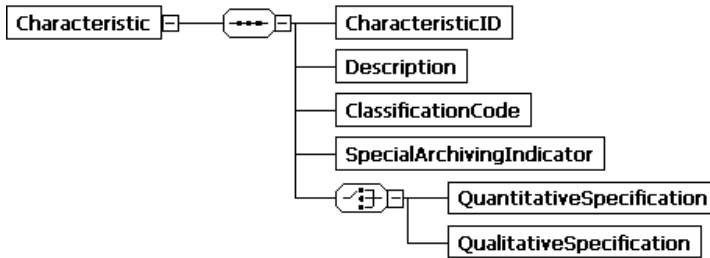 Characteristic
CharacteristicID
Description
ClassificationCode
SpecialArchivingIndicator
QuantitativeSpecification
QualitativeSpecification